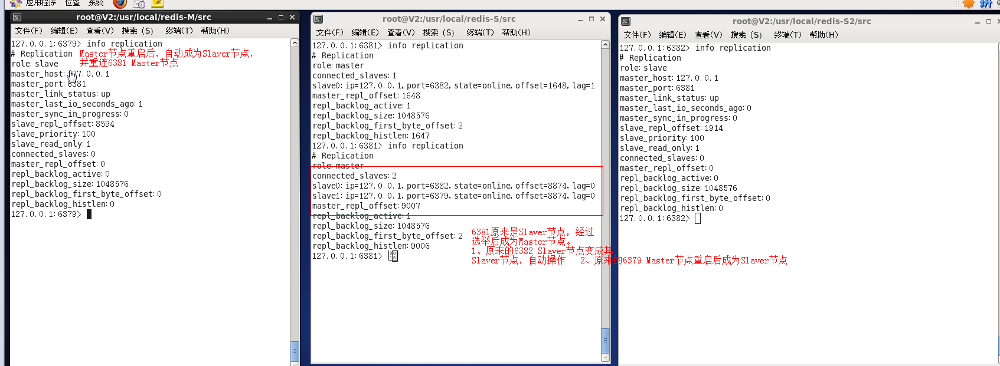 应用程序 位置 系统
拼
root@V2:/usr/local/redis-M/src
文件(F) 编辑(E) 查看(V) 搜索 (S) 终端(T) 帮助(H)
127.0.0.1:6379> info replication
# Replication
Master节点重启后，自动成为Slaver节点，
并重连6381 Master节点
role:slave
master_host:127.0.0.1
master_port:6381
master_link_status:up
master_last_io_seconds_ago:1
master_sync_in_progress:0
slave_repl_offset:8594
slave_priority:100
slave_read_only:1
connected_slaves:0
master_repl_offset:0
repl_backlog_active:0
repl_backlog_size:1048576
repl_backlog_first_byte_offset:0
repl_backlog_histlen:0
127.0.0.1:6379>
root@V2:/usr/local/redis-S/src
文件(F) 编辑(E) 查看(V) 搜索 (S) 终端(T) 帮助(H)
127.0.0.1:6381> info replication
# Replication
role:master
connected_slaves:1
slave0:ip=127.0.0.1,port=6382,state=online,offset=1648,lag=1
master_repl_offset:1648
repl_backlog_active:1
repl_backlog_size:1048576
repl_backlog_first_byte_offset:2
repl_backlog_histlen:1647
127.0.0.1:6381> info replication
# Replication
role:master
connected_slaves:2
slave0:ip=127.0.0.1,port=6382,state=online,offset=8874,lag=0
slave1:ip=127.0.0.1,port=6379,state=online,offset=8874,lag=0
master_repl_offset:9007
repl_backlog_active:1
repl_backlog_size:1048576
repl_backlog_first_byte_offset:2
repl_backlog_histlen:9006
127.0.0.1:6381>
6381原来是Slaver节点，经过
选举后成为Master节点。
1、原来的6382 Slaver节点变成其
Slaver节点，自动操作 2、原来的6379 Master节点重启后成为Slaver节点
root@V2:/usr/local/redis-S2/src
文件(F) 编辑(E) 查看(V) 搜索 (S) 终端(T) 帮助(H)
127.0.0.1:6382> info replication
# Replication
role:slave
master_host:127.0.0.1
master_port:6381
master_link_status:up
master_last_io_seconds_ago:0
master_sync_in_progress:0
slave_repl_offset:1914
slave_priority:100
slave_read_only:1
connected_slaves:0
master_repl_offset:0
repl_backlog_active:0
repl_backlog_size:1048576
repl_backlog_first_byte_offset:0
repl_backlog_histlen:0
127.0.0.1:6382>